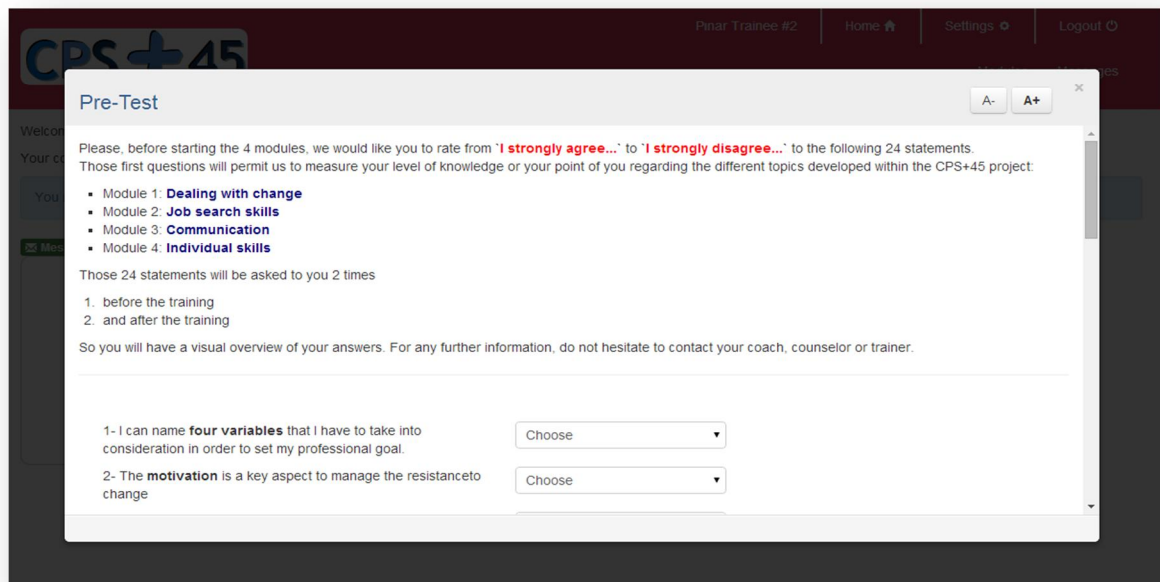 Pınar Trainee #2 Home Settings Logout
CPS+45
Pre-Test A- A+ ×
Welcom
Please, before starting the 4 modules, we would like you to rate from `I strongly agree...` to `I strongly disagree...` to the following 24 statements.
Your co
Those first questions will permit us to measure your level of knowledge or your point of you regarding the different topics developed within the CPS+45 project:
You
Module 1: Dealing with change
Module 2: Job search skills
Module 3: Communication
Mes
Module 4: Individual skills
Those 24 statements will be asked to you 2 times
1. before the training
2. and after the training
So you will have a visual overview of your answers. For any further information, do not hesitate to contact your coach, counselor or trainer.
1- I can name four variables that I have to take into
consideration in order to set my professional goal.
Choose
2- The motivation is a key aspect to manage the resistanceto
change
Choose